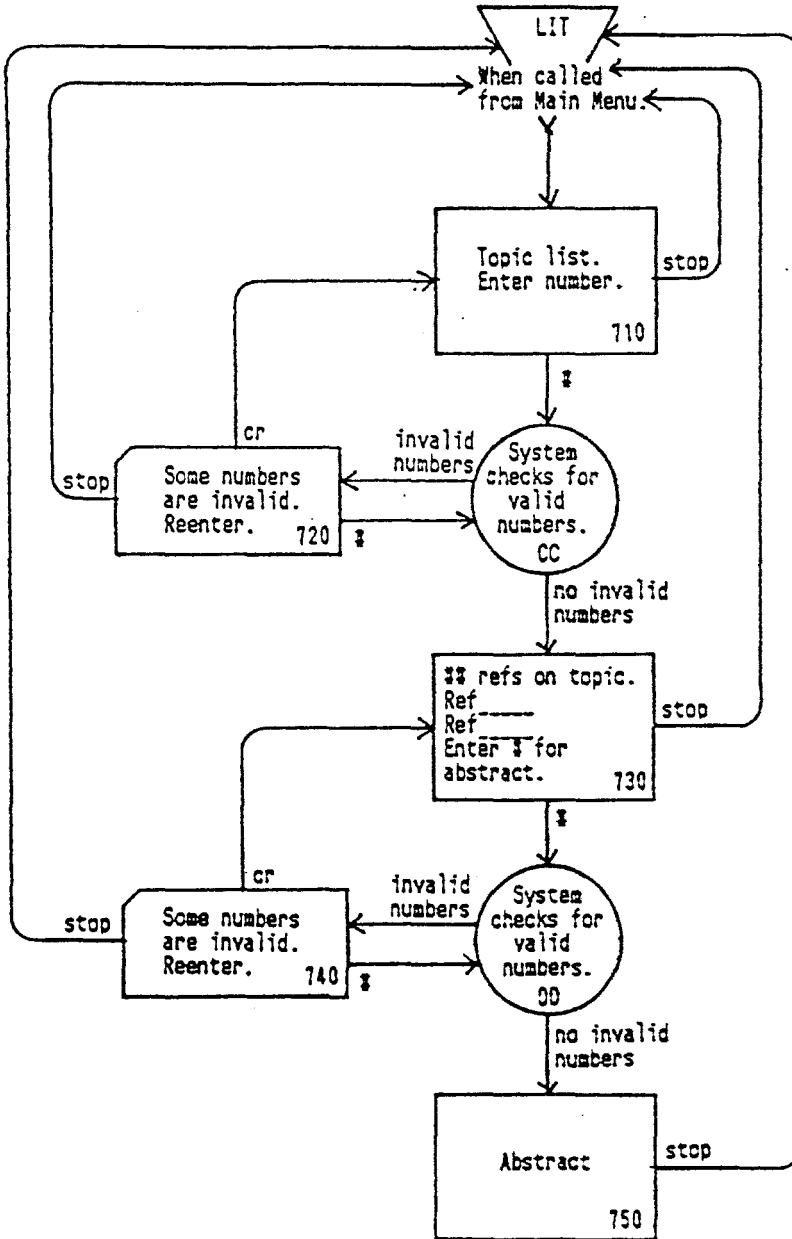 LIT
When called
from Main Menu.
Topic list.
Enter number.
710
stop
#
cr
stop
Some numbers
are invalid.
Reenter.
720
#
invalid
numbers
System
checks for
valid
numbers.
CC
no invalid
numbers
## refs on topic.
Ref_____
Ref_____
Enter # for
abstract.
730
stop
#
cr
stop
Some numbers
are invalid.
Reenter.
740
#
invalid
numbers
System
checks for
valid
numbers.
DD
no invalid
numbers
Abstract
750
stop